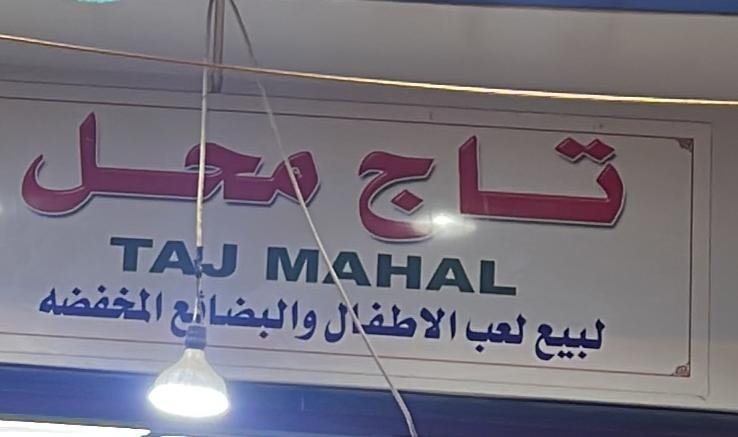 تاج محل
TAJ MAHAL
لبيع لعب الاطفال والبضائع المخفضه